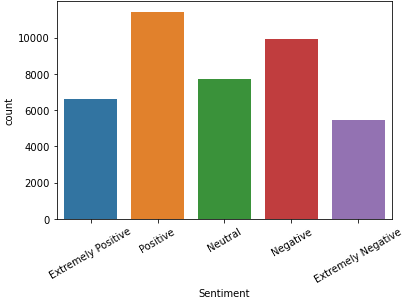 10000
8000
6000
4000
2000
0
count
Extremely Positive
Positive
Neutral
Negative
Extremely Negative
Sentiment